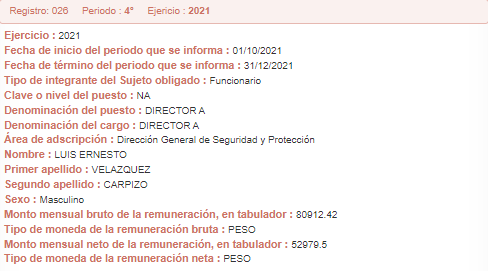 Registro: 026 Periodo : 4° Ejericio : 2021
Ejercicio : 2021
Fecha de inicio del periodo que se informa : 01/10/2021
Fecha de término del periodo que se informa : 31/12/2021
Tipo de integrante del Sujeto obligado : Funcionario
Clave o nivel del puesto : NA
Denominación del puesto : DIRECTOR A
Denominación del cargo : DIRECTOR A
Área de adscripción : Dirección General de Seguridad y Protección
Nombre : LUIS ERNESTO
Primer apellido : VELAZQUEZ
Segundo apellido : CARPIZO
Sexo : Masculino
Monto mensual bruto de la remuneración, en tabulador : 80912.42
Tipo de moneda de la remuneración bruta : PESO
Monto mensual neto de la remuneración, en tabulador : 52979.5
Tipo de moneda de la remuneración neta : PESO